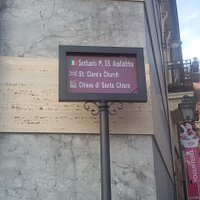 Santuario M. SS Ausiliatrice
St. Clare's Church
Chiesa di Santa Chiara